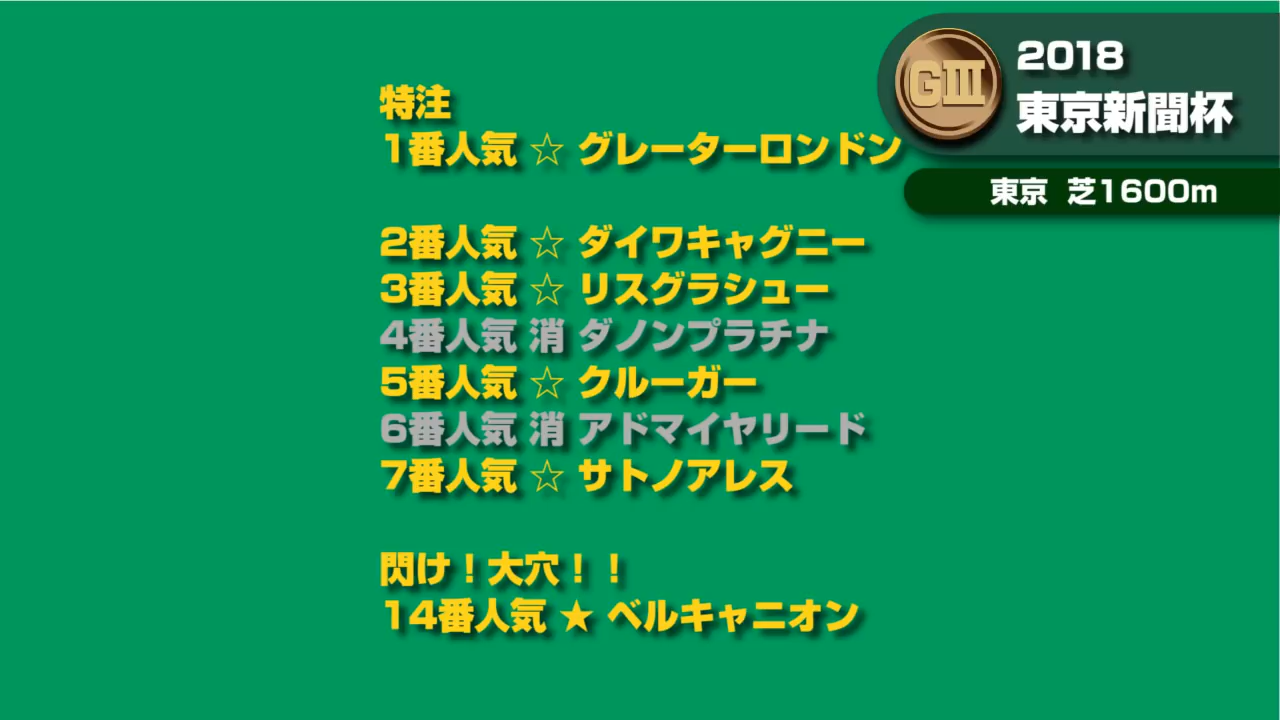 特注
1番人気 ☆ グレーターロンドン
2番人気 ☆ ダイワキャグニー
3番人気 ☆ リスグラシュー
4番人気 消 ダノンプラチナ
5番人気 ☆ クルーガー
6番人気 消 アドマイヤリード
7番人気 ☆ サトノアレス
閃け！大穴！！
14番人気 ★ ベルキャニオン
GIII
2018
東京新聞杯
東京 芝1600m